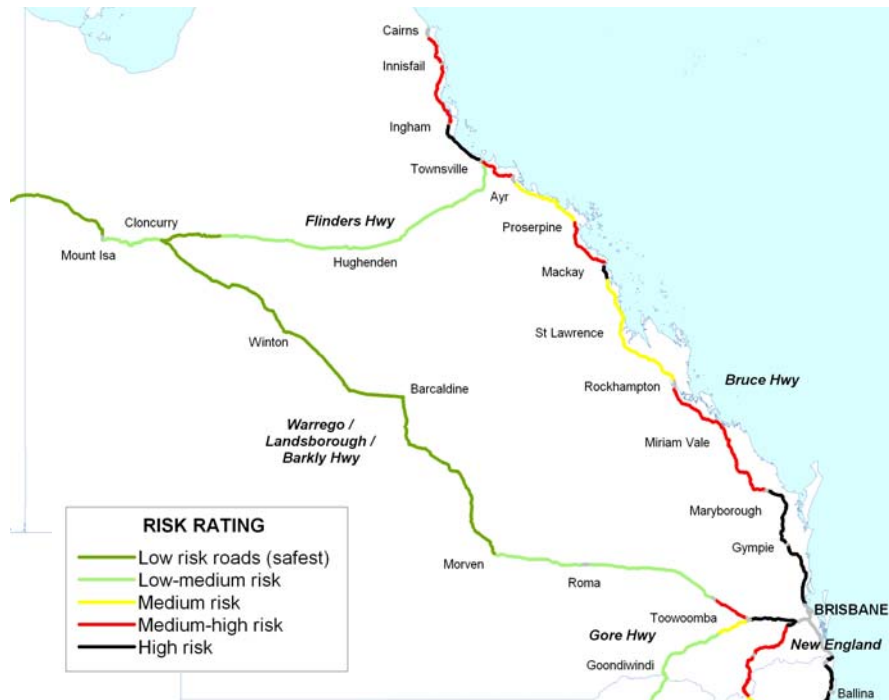 Cairns
Innisfail
Ingham
Townsville
Ayr
Cloncurry
Flinders Hwy
Proserpine
Mount Isa
Hughenden
Mackay
St Lawrence
Winton
Bruce Hwy
Rockhampton
Barcaldine
Warrego /
Landsborough /
Barkly Hwy
Miriam Vale
Maryborough
RISK RATING
Low risk roads (safest)
Low-medium risk
Medium risk
Medium-high risk
High risk
Gympie
Morven
Roma
Toowoomba
BRISBANE
Gore Hwy
New England
Goondiwindi
Ballina